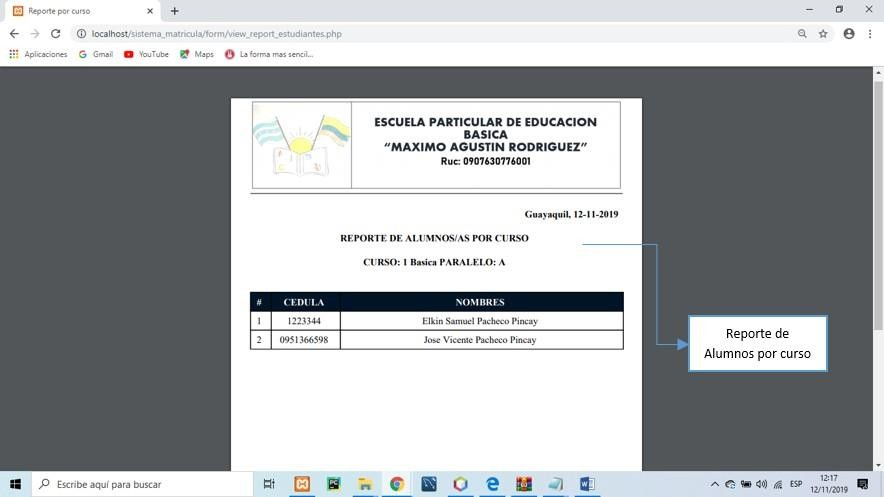 Reporte por curso
localhost/sistema_matricula/form/view_report_estudiantes.php
Aplicaciones Gmail YouTube Maps La forma mas sencil...
ESCUELA PARTICULAR DE EDUCACION
BASICA
“MAXIMO AGUSTIN RODRIGUEZ”
Ruc: 0907630776001
Guayaquil, 12-11-2019
REPORTE DE ALUMNOS/AS POR CURSO
CURSO: 1 Basica PARALELO: A
# CEDULA NOMBRES
1 1223344 Elkin Samuel Pacheco Pincay
2 0951366598 Jose Vicente Pacheco Pincay
Reporte de
Alumnos por curso
Escribe aquí para buscar
ESP
12:17
12/11/2019